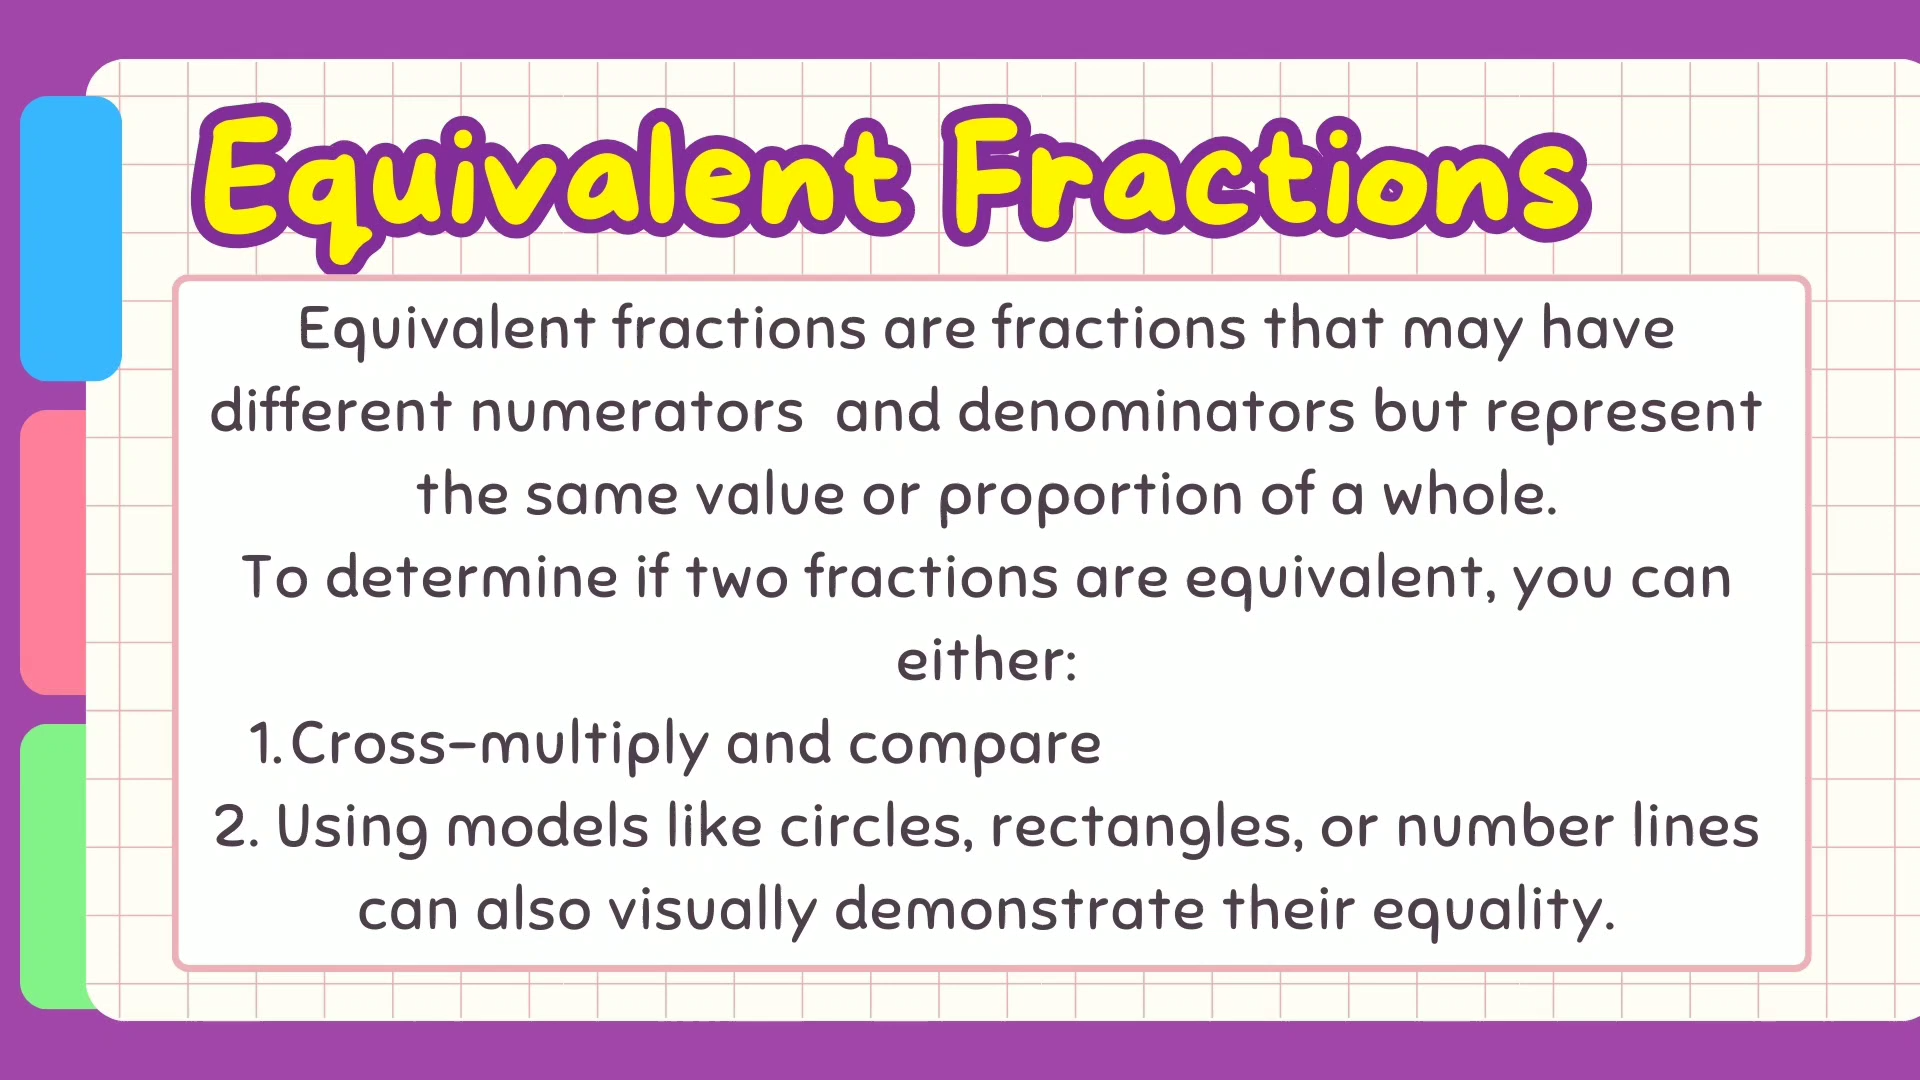 Equivalent Fractions
Equivalent fractions are fractions that may have
different numerators  and denominators but represent
the same value or proportion of a whole.
To determine if two fractions are equivalent, you can
either:
1. Cross-multiply and compare
2. Using models like circles, rectangles, or number lines
can also visually demonstrate their equality.